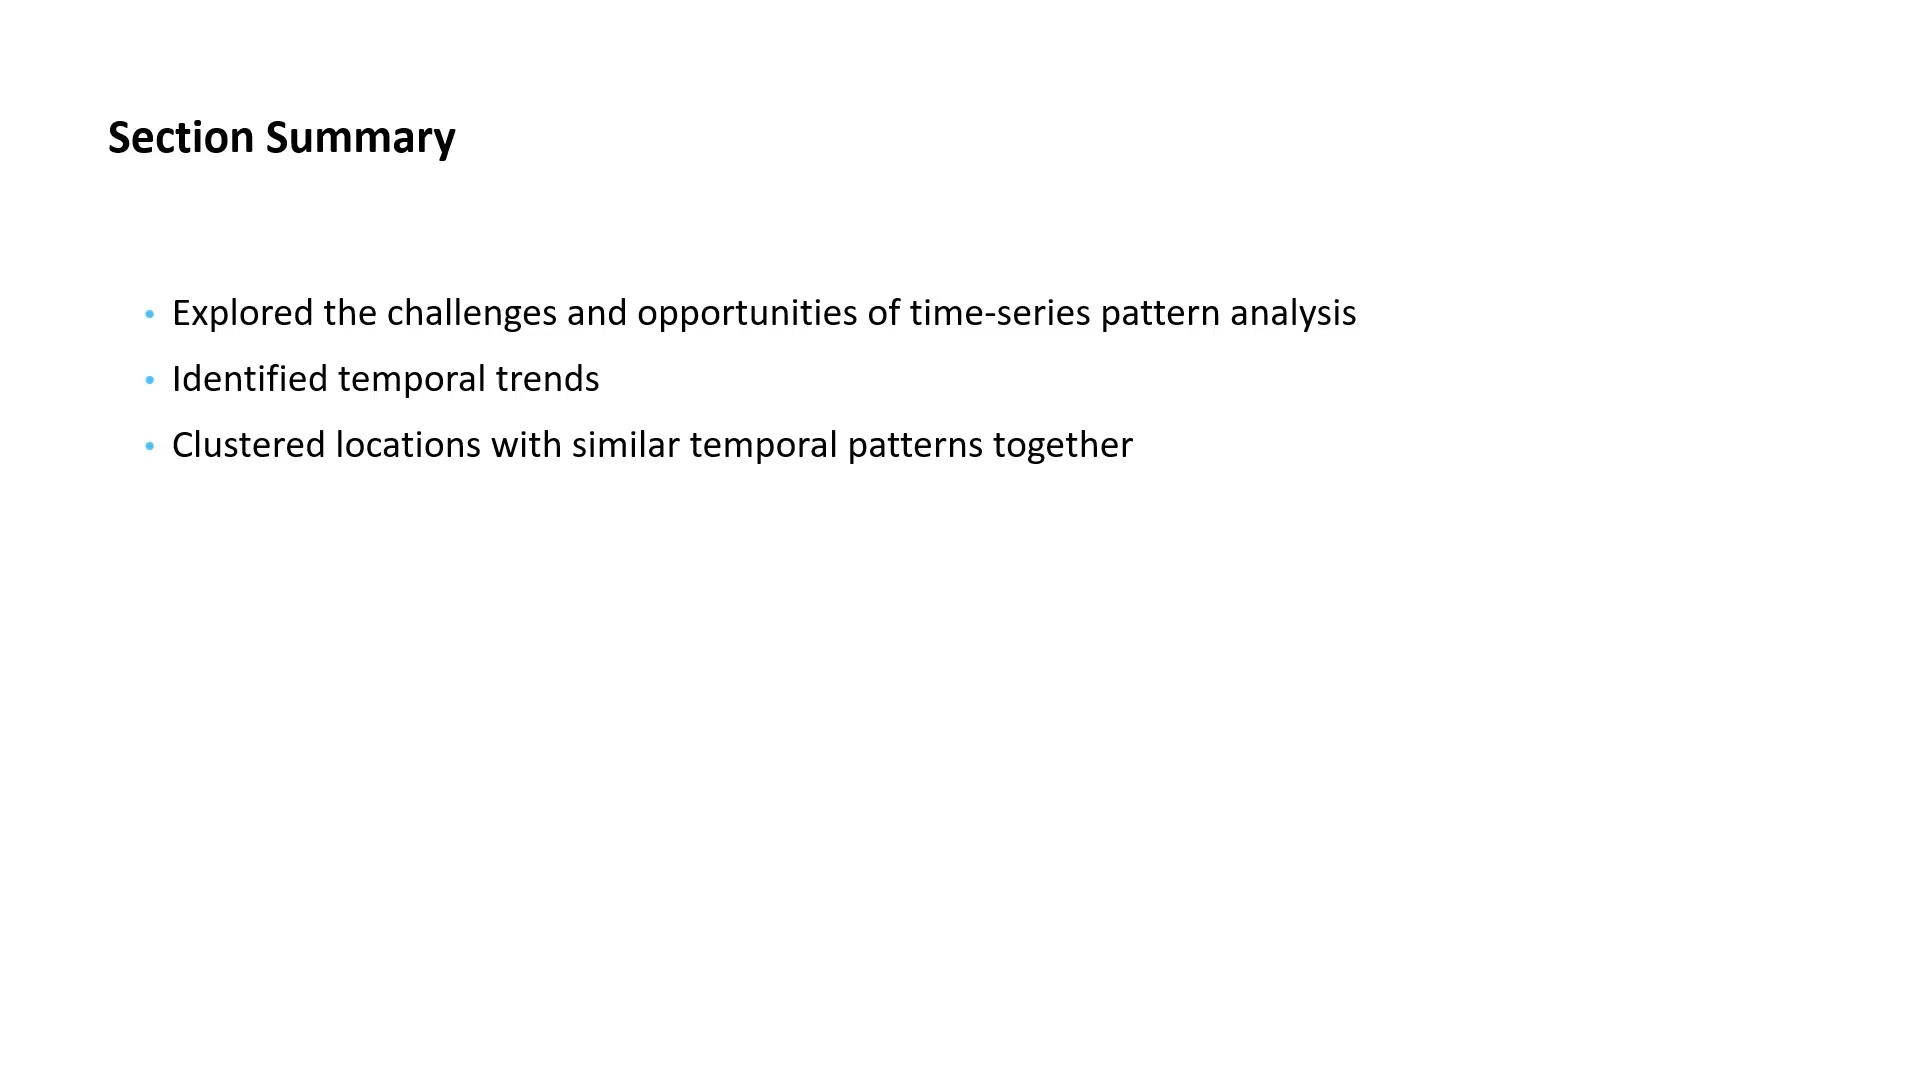 Section Summary
• Explored the challenges and opportunities of time-series pattern analysis
• Identified temporal trends
• Clustered locations with similar temporal patterns together